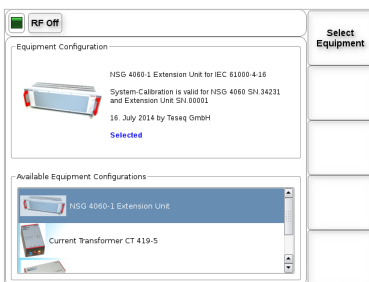 RF Off
Select
Equipment
Equipment Configuration
NSG 4060-1 Extension Unit for IEC 61000-4-16
System-Calibration is valid for NSG 4060 SN.34231
and Extension Unit SN.00001
16. July 2014 by Teseq GmbH
Selected
Available Equipment Configurations
NSG 4060-1 Extension Unit
Current Transformer CT 419-5